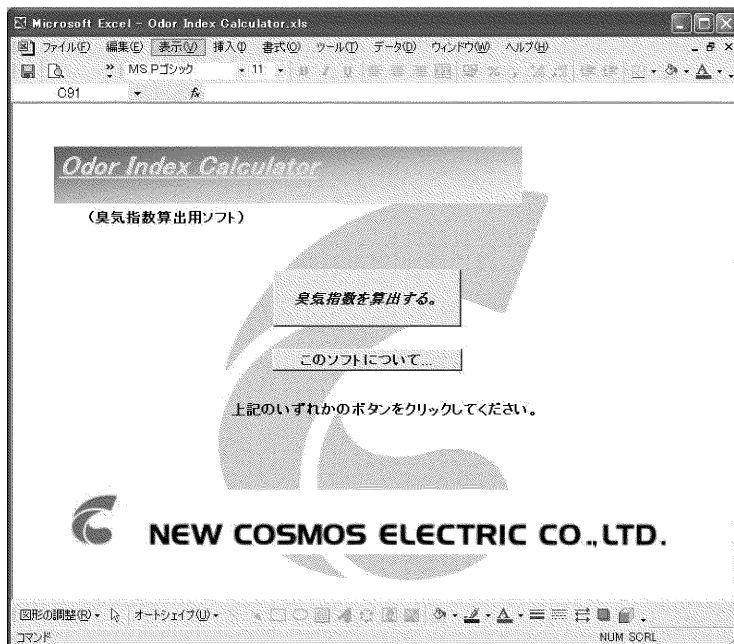 Microsoft Excel - Odor Index Calculator.xls
ファイル(F) 編集(E) 表示(V) 挿入(I) 書式(O) ツール(T) データ(D) ウィンドウ(W) ヘルプ(H)
MS Pゴシック 11 B I U
C91 fx
Odor Index Calculator
（臭気指数算出用ソフト）
臭気指数を算出する。
このソフトについて...
上記のいずれかのボタンをクリックしてください。
NEW COSMOS ELECTRIC CO.,LTD.
図形の調整(R) オートシェイプ(U)
コマンド NUM SCRL